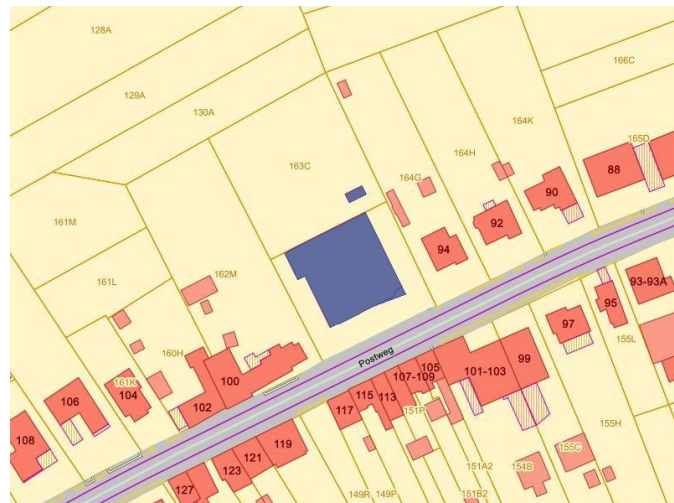 128A
166C
129A
130A
165D
164K
164H
163C
88
164G
90
161M
92
94
161L
162M
93-93A
95
97
155L
Postweg
160H
105
99
100
101-103
107-109
161K
104
106
115
113
102
117
151P
155H
108
119
121
155C
123
154B
151A2
127
149R
149P
151B2